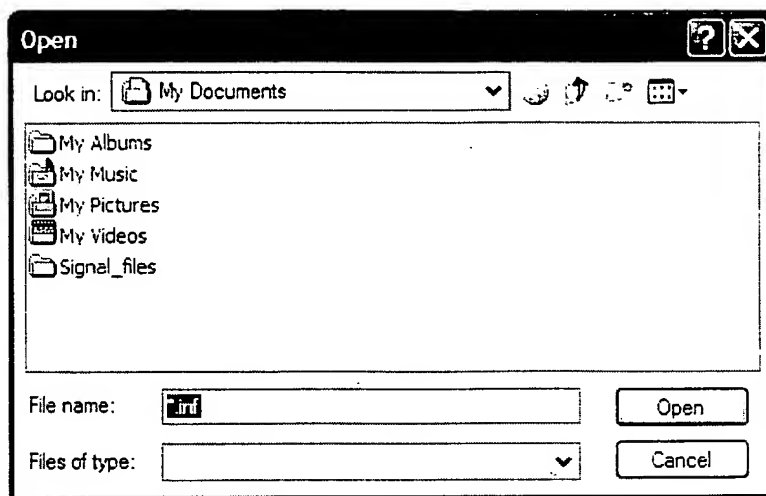 Open
Look in: My Documents
My Albums
My Music
My Pictures
My Videos
Signal_files
File name: *.inf Open
Files of type: Cancel